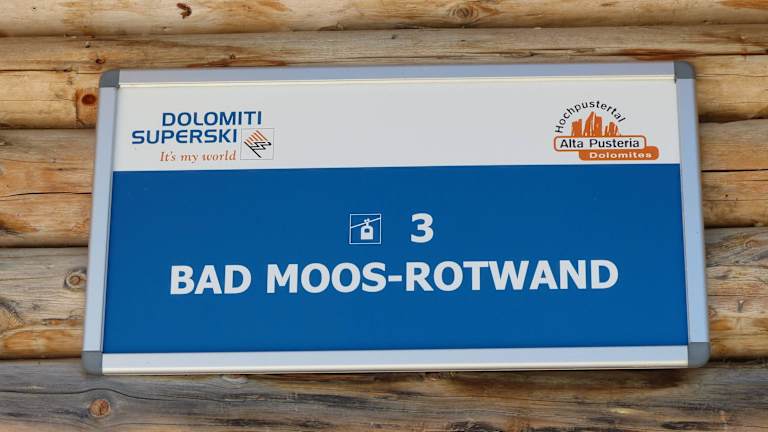 DOLOMITI
SUPERSKI
It's my world
Hochpustertal
Alta Pusteria
Dolomites
3
BAD MOOS-ROTWAND